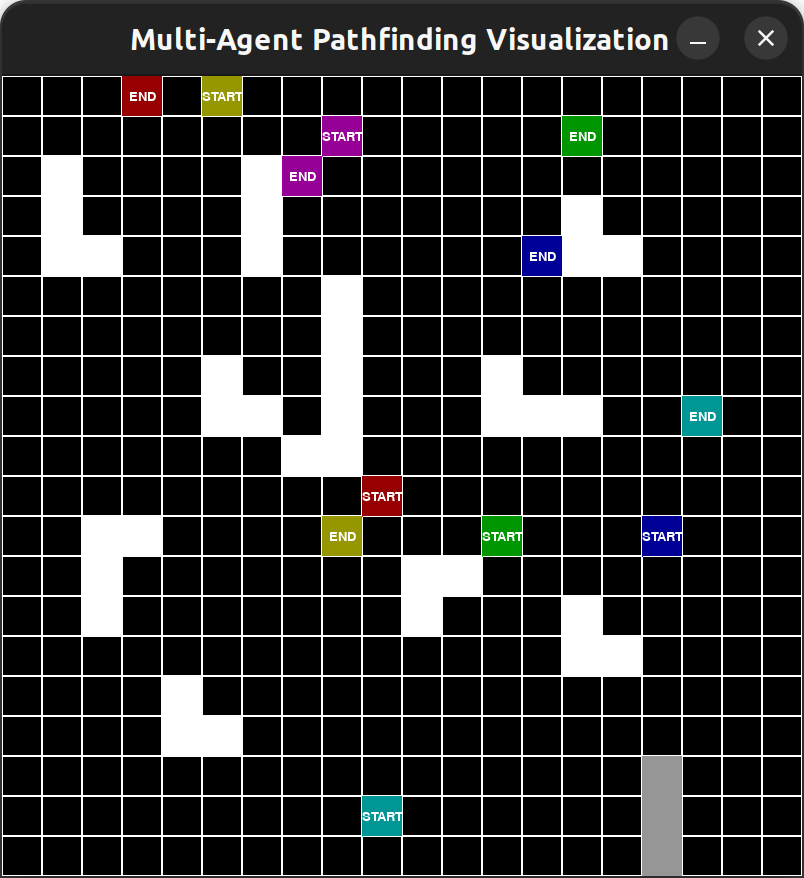 Multi-Agent Pathfinding Visualization
END START
START END
END
END
END
START
END START START
START